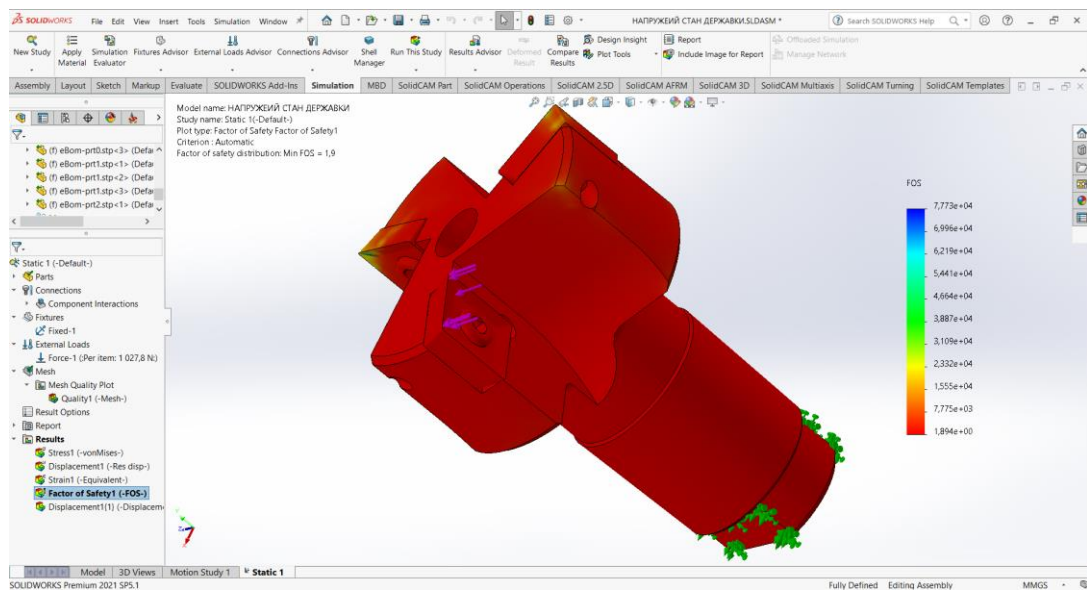 SOLIDWORKS File Edit View Insert Tools Simulation Window НАПРУЖЕИЙ СТАН ДЕРЖАВКИ.SLDASM * Search SOLIDWORKS Help
New Study Apply Material Simulation Evaluator Fixtures Advisor External Loads Advisor Connections Advisor Shell Manager Run This Study Results Advisor Deformed Result Compare Results Design Insight Plot Tools Report Include Image for Report Offloaded Simulation Manage Network
Assembly Layout Sketch Markup Evaluate SOLIDWORKS Add-Ins Simulation MBD SolidCAM Part SolidCAM Operations SolidCAM 2.5D SolidCAM AFRM SolidCAM 3D SolidCAM Multiaxis SolidCAM Turning SolidCAM Templates
Model name: НАПРУЖЕИЙ СТАН ДЕРЖАВКИ
Study name: Static 1(-Default-)
Plot type: Factor of Safety Factor of Safety1
Criterion : Automatic
Factor of safety distribution: Min FOS = 1,9
(f) eBom-prt0.stp<3> (Defa
(f) eBom-prt1.stp<1> (Defau
(f) eBom-prt1.stp<2> (Defau
(f) eBom-prt1.stp<3> (Defau
(f) eBom-prt2.stp<1> (Defau
Static 1 (-Default-)
Parts
Connections
Component Interactions
Fixtures
Fixed-1
External Loads
Force-1 (:Per item: 1 027,8 N:)
Mesh
Mesh Quality Plot
Quality1 (-Mesh-)
Result Options
Report
Results
Stress1 (-vonMises-)
Displacement1 (-Res disp-)
Strain1 (-Equivalent-)
Factor of Safety1 (-FOS-)
Displacement1(1) (-Displacem
FOS
7,773e+04
6,996e+04
6,219e+04
5,441e+04
4,664e+04
3,887e+04
3,109e+04
2,332e+04
1,555e+04
7,775e+03
1,894e+00
Model 3D Views Motion Study 1 Static 1
SOLIDWORKS Premium 2021 SP5.1 Fully Defined Editing Assembly MMGS